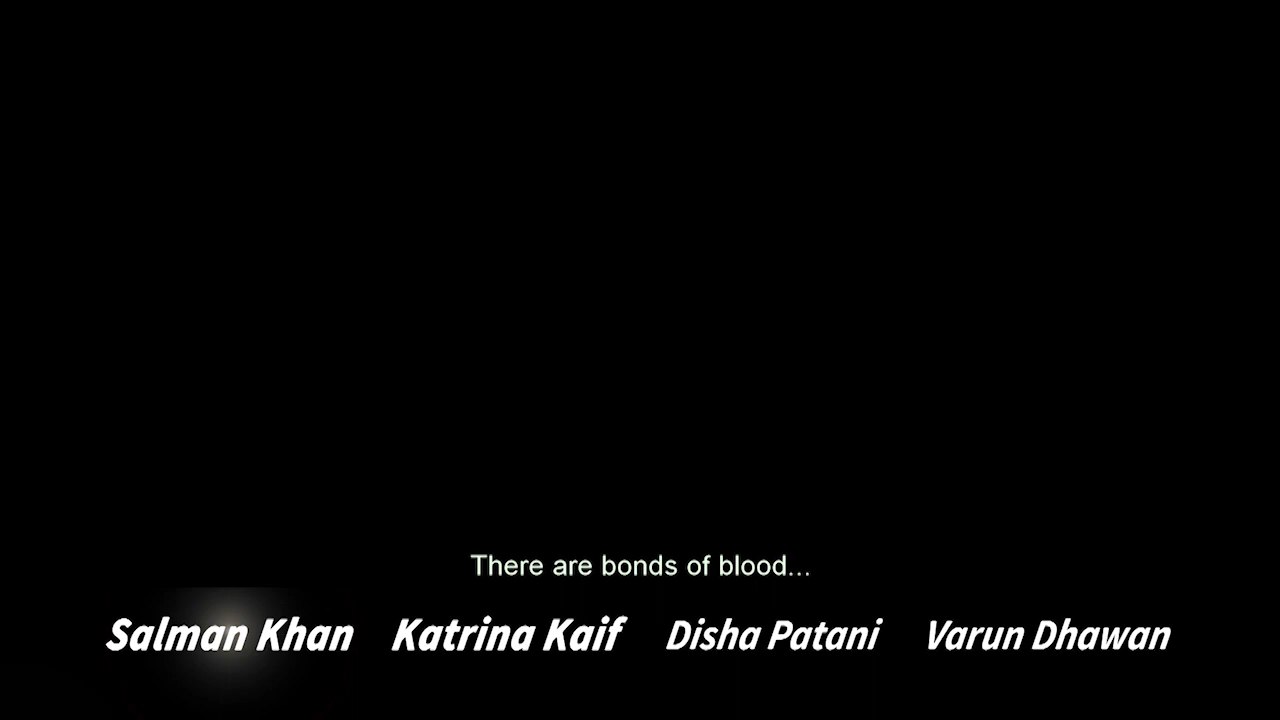 There are bonds of blood...
Salman Khan Katrina Kaif Disha Patani Varun Dhawan